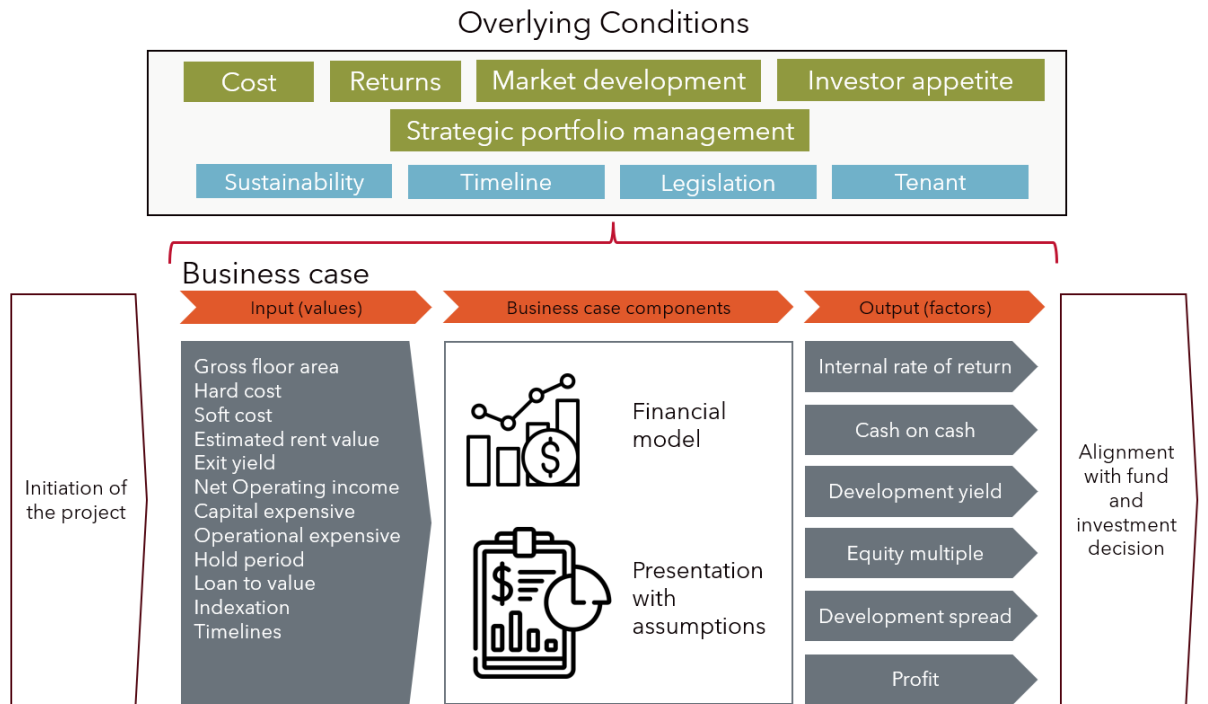 Overlying Conditions
Cost
Returns
Market development
Investor appetite
Strategic portfolio management
Sustainability
Timeline
Legislation
Tenant
Business case
Input (values)
Business case components
Output (factors)
Initiation of
the project
Gross floor area
Hard cost
Soft cost
Estimated rent value
Exit yield
Net Operating income
Capital expensive
Operational expensive
Hold period
Loan to value
Indexation
Timelines
$
Financial
model
$
Presentation
with
assumptions
Internal rate of return
Cash on cash
Development yield
Equity multiple
Development spread
Profit
Alignment
with fund
and
investment
decision